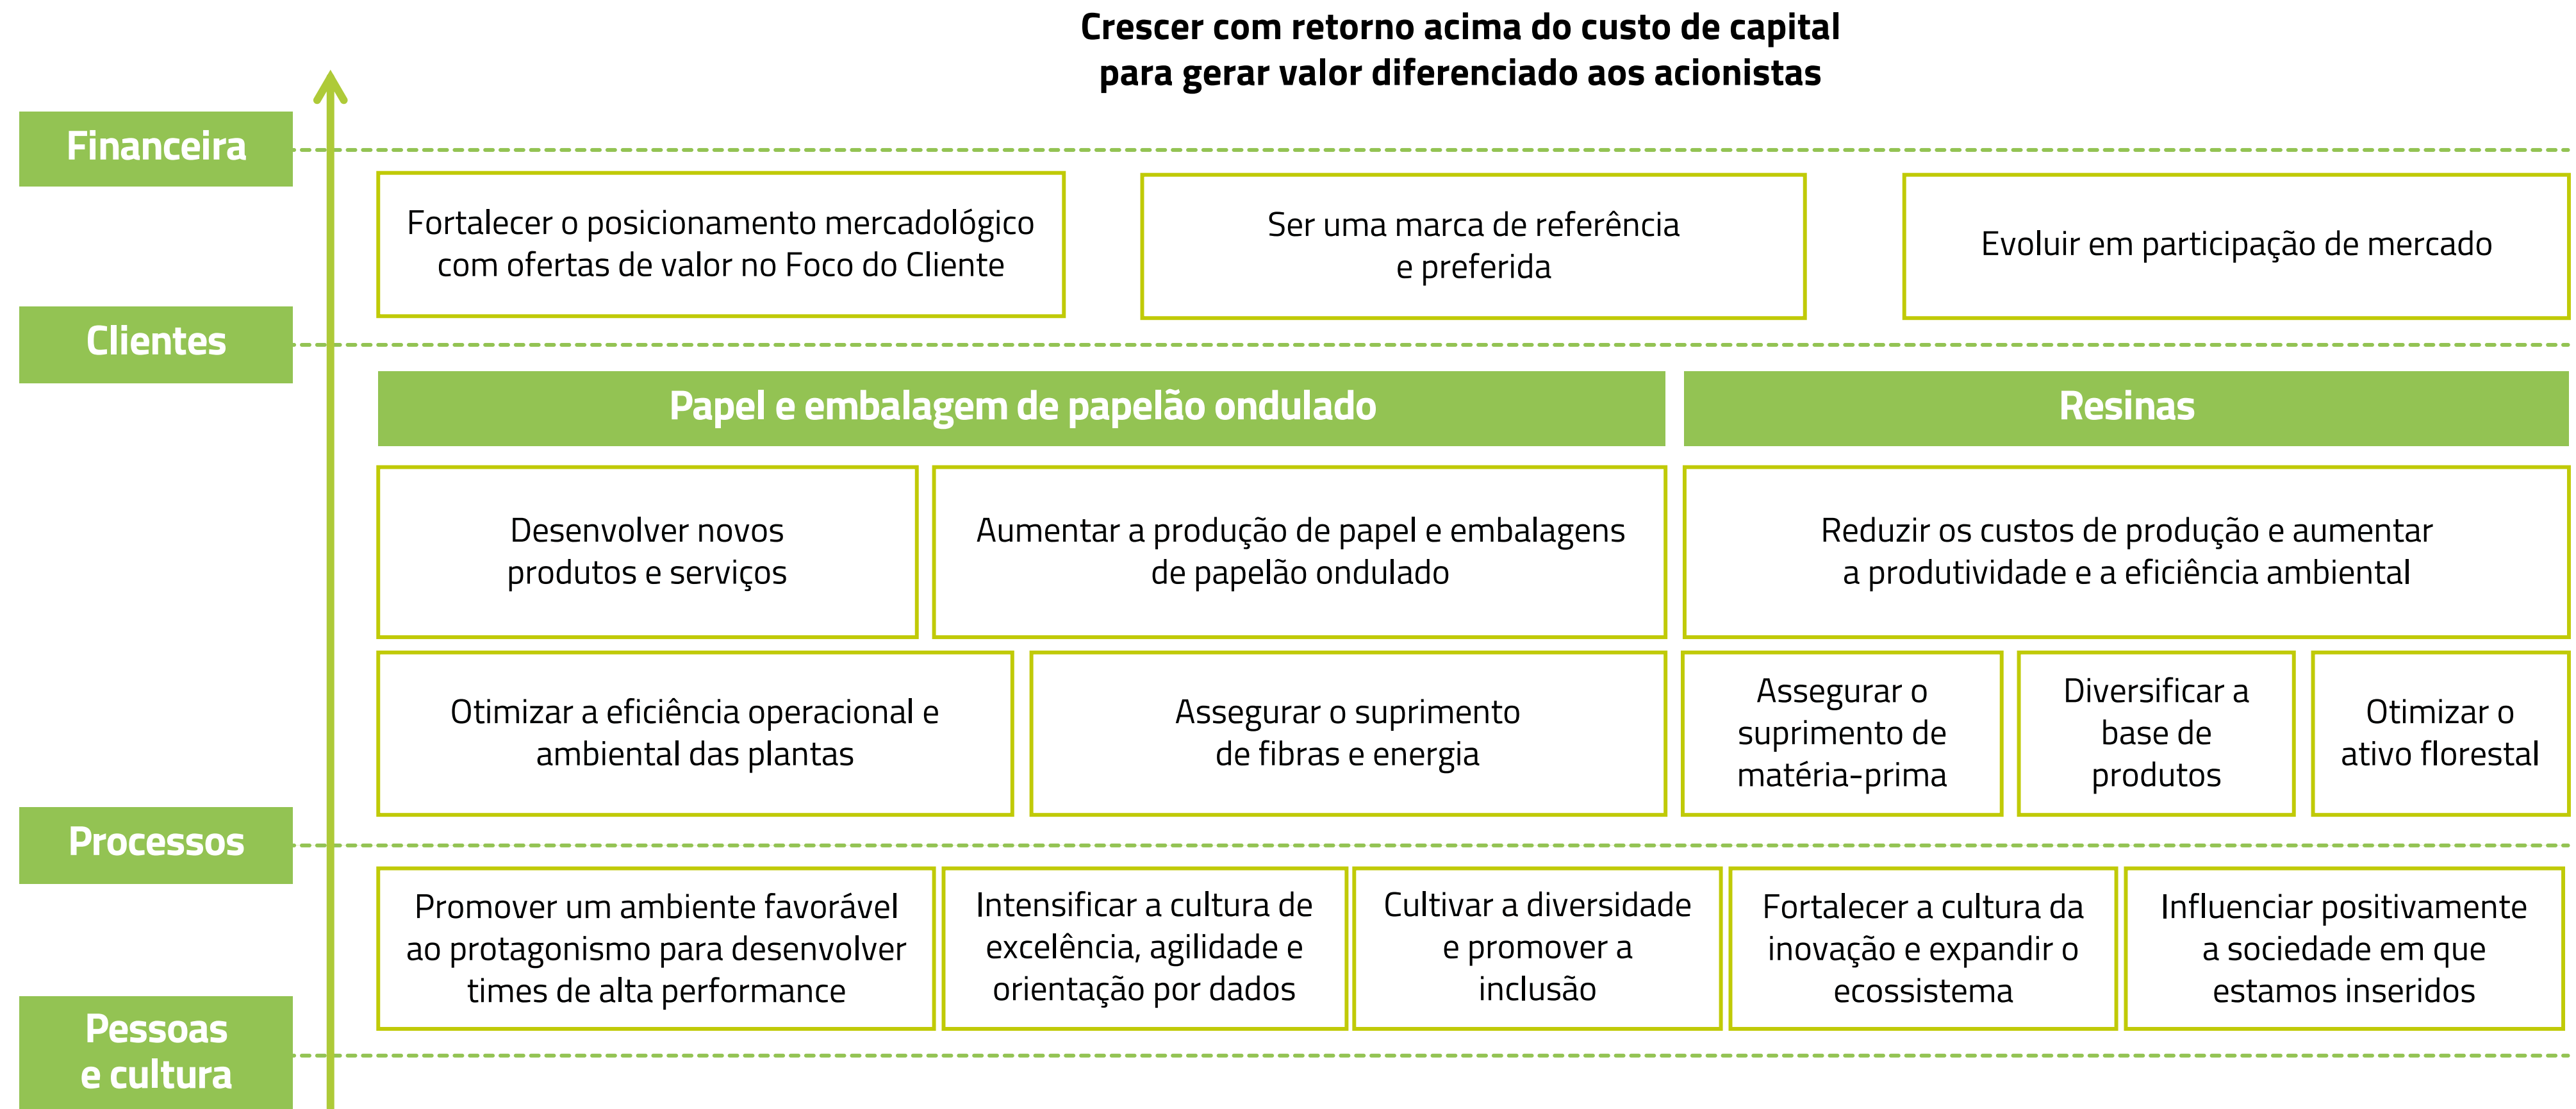 Crescer com retorno acima do custo de capital
para gerar valor diferenciado aos acionistas
Financeira
Fortalecer o posicionamento mercadológico
com ofertas de valor no Foco do Cliente
Ser uma marca de referência
e preferida
Evoluir em participação de mercado
Clientes
Papel e embalagem de papelão ondulado
Resinas
Desenvolver novos
produtos e serviços
Aumentar a produção de papel e embalagens
de papelão ondulado
Reduzir os custos de produção e aumentar
a produtividade e a eficiência ambiental
Otimizar a eficiência operacional e
ambiental das plantas
Assegurar o suprimento
de fibras e energia
Assegurar o
suprimento de
matéria-prima
Diversificar a
base de
produtos
Otimizar o
ativo florestal
Processos
Promover um ambiente favorável
ao protagonismo para desenvolver
times de alta performance
Intensificar a cultura de
excelência, agilidade e
orientação por dados
Cultivar a diversidade
e promover a
inclusão
Fortalecer a cultura da
inovação e expandir o
ecossistema
Influenciar positivamente
a sociedade em que
estamos inseridos
Pessoas
e cultura